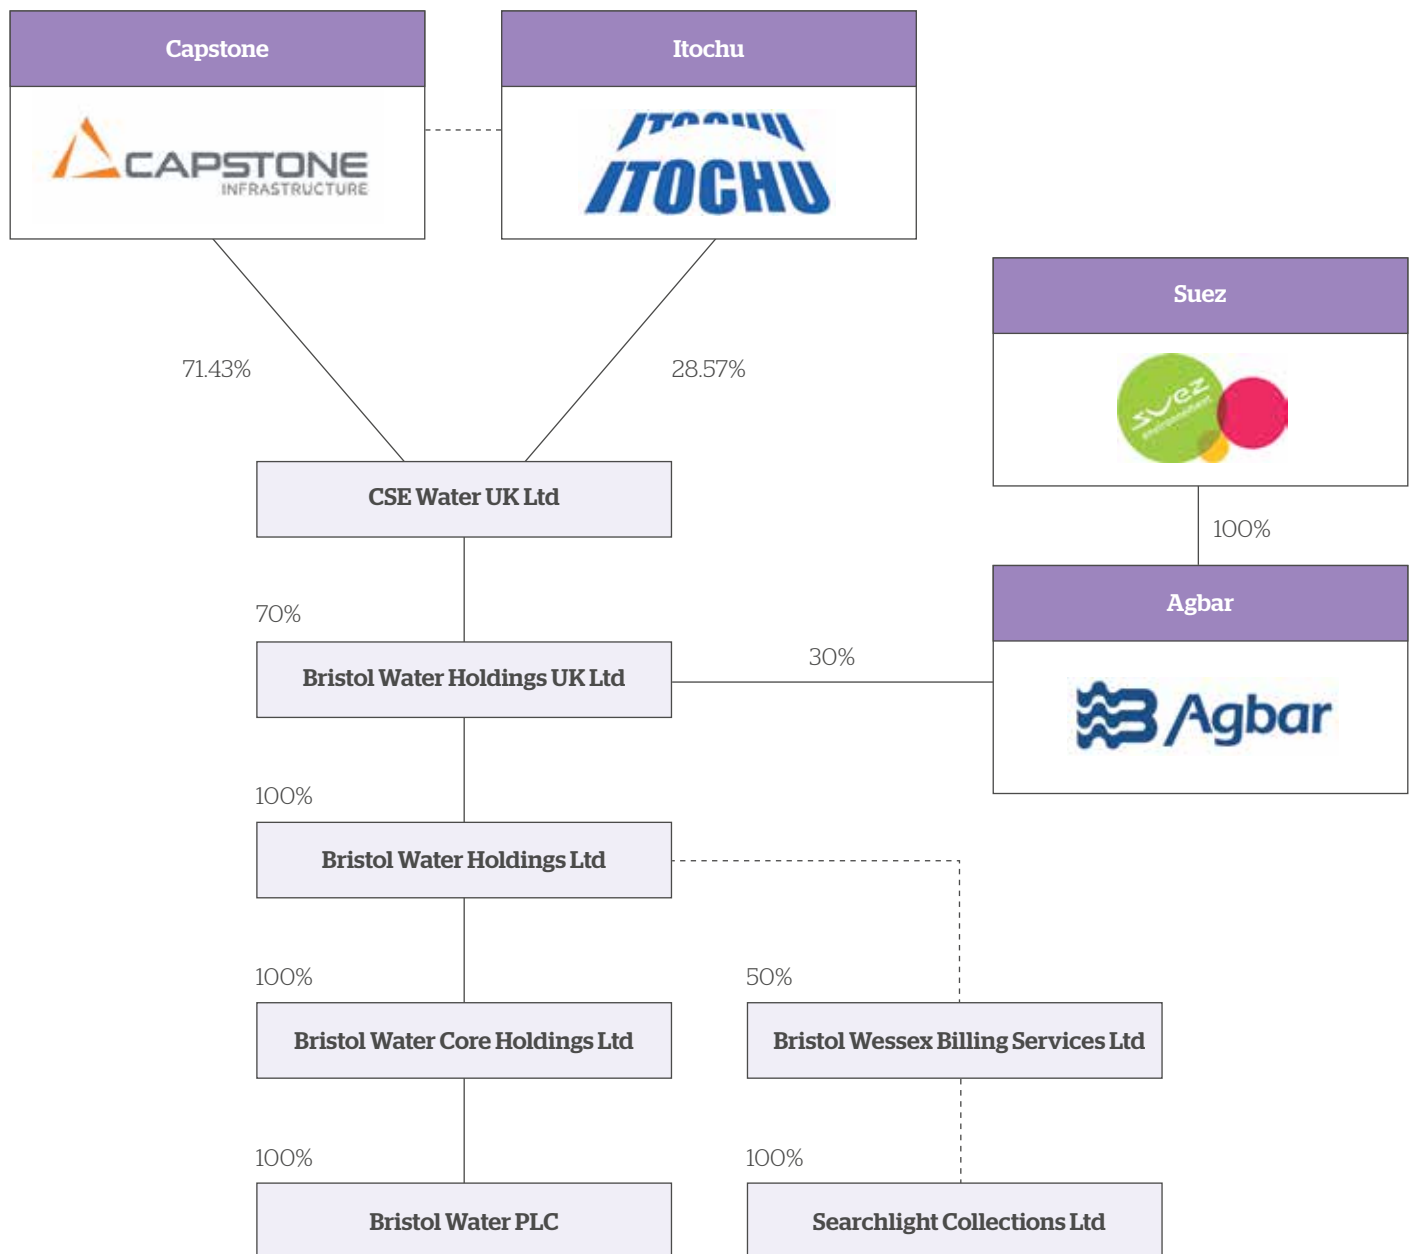 Capstone
Itochu
CAPSTONE
INFRASTRUCTURE
ITOCHU
ITOCHU
Suez
suez
environnement
71.43%
28.57%
CSE Water UK Ltd
100%
Agbar
70%
Bristol Water Holdings UK Ltd
30%
Agbar
100%
Bristol Water Holdings Ltd
100%
50%
Bristol Water Core Holdings Ltd
Bristol Wessex Billing Services Ltd
100%
100%
Bristol Water PLC
Searchlight Collections Ltd